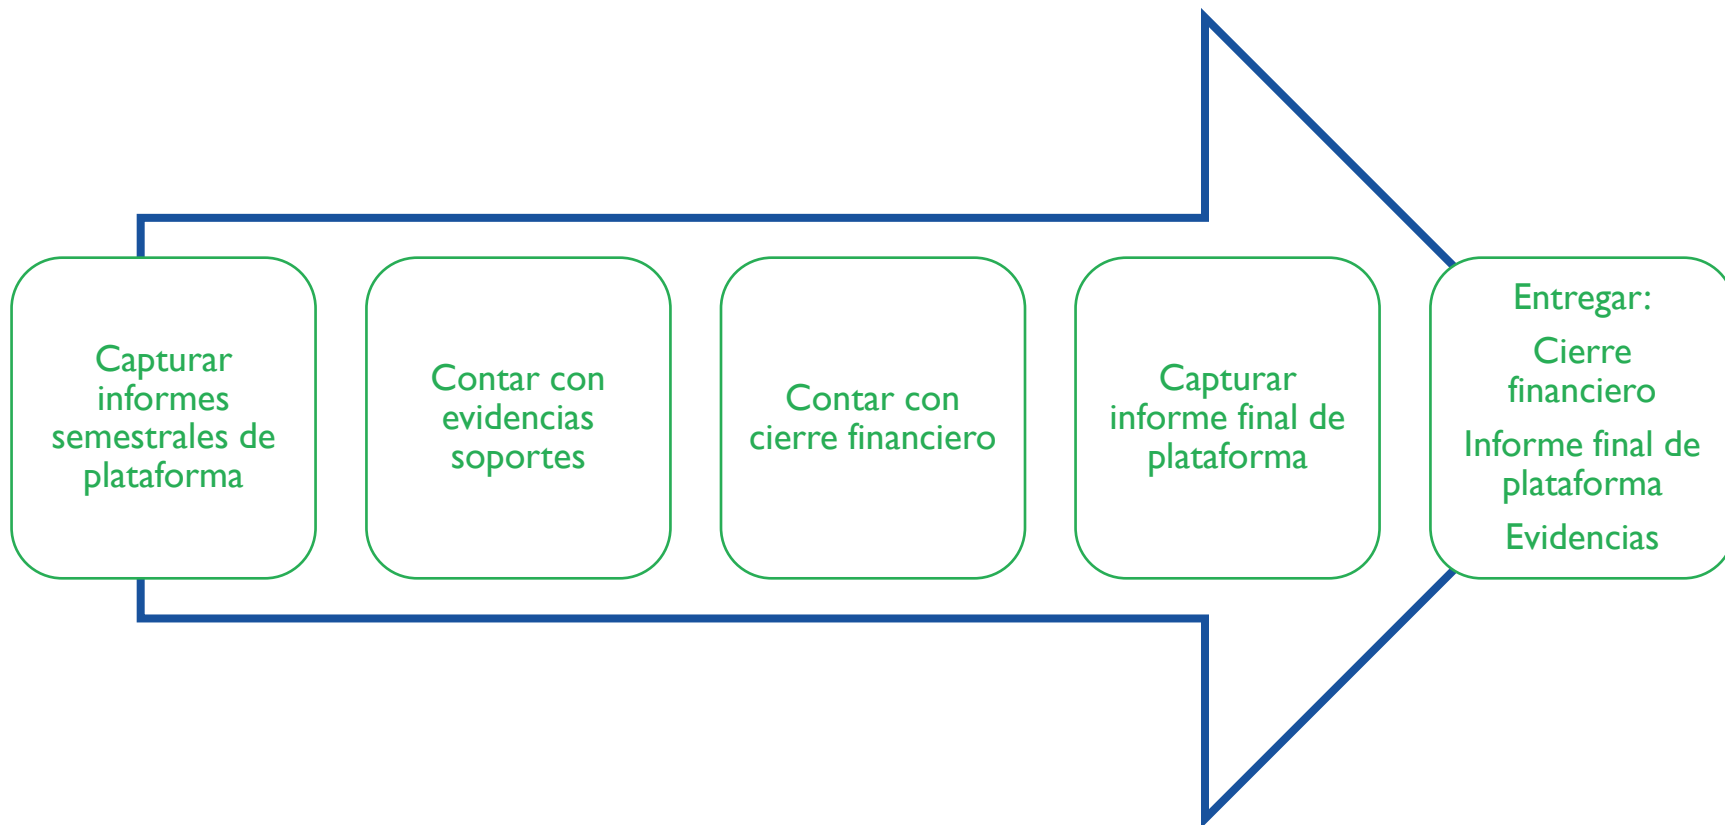 Capturar
informes
semestrales de
plataforma
Contar con
evidencias
soportes
Contar con
cierre financiero
Capturar
informe final de
plataforma
Entregar:
Cierre
financiero
Informe final de
plataforma
Evidencias